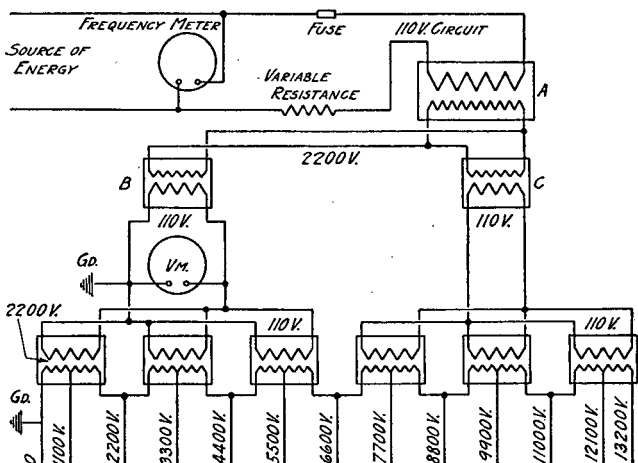 FREQUENCY METER
FUSE
110V. CIRCUIT
SOURCE OF
ENERGY
VARIABLE
RESISTANCE
A
2200V.
B
C
110V.
110V.
GD.
VM.
2200V.
110V.
110V.
GD.
0
1100V.
2200V.
3300V.
4400V.
5500V.
6600V.
7700V.
8800V.
9900V.
11000V.
12100V.
13200V.